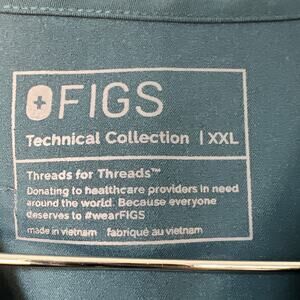 FIGS
Technical Collection | XXL
Threads for Threads™
Donating to healthcare providers in need
around the world. Because everyone
deserves to #wearFIGS
made in vietnam fabriqué au vietnam